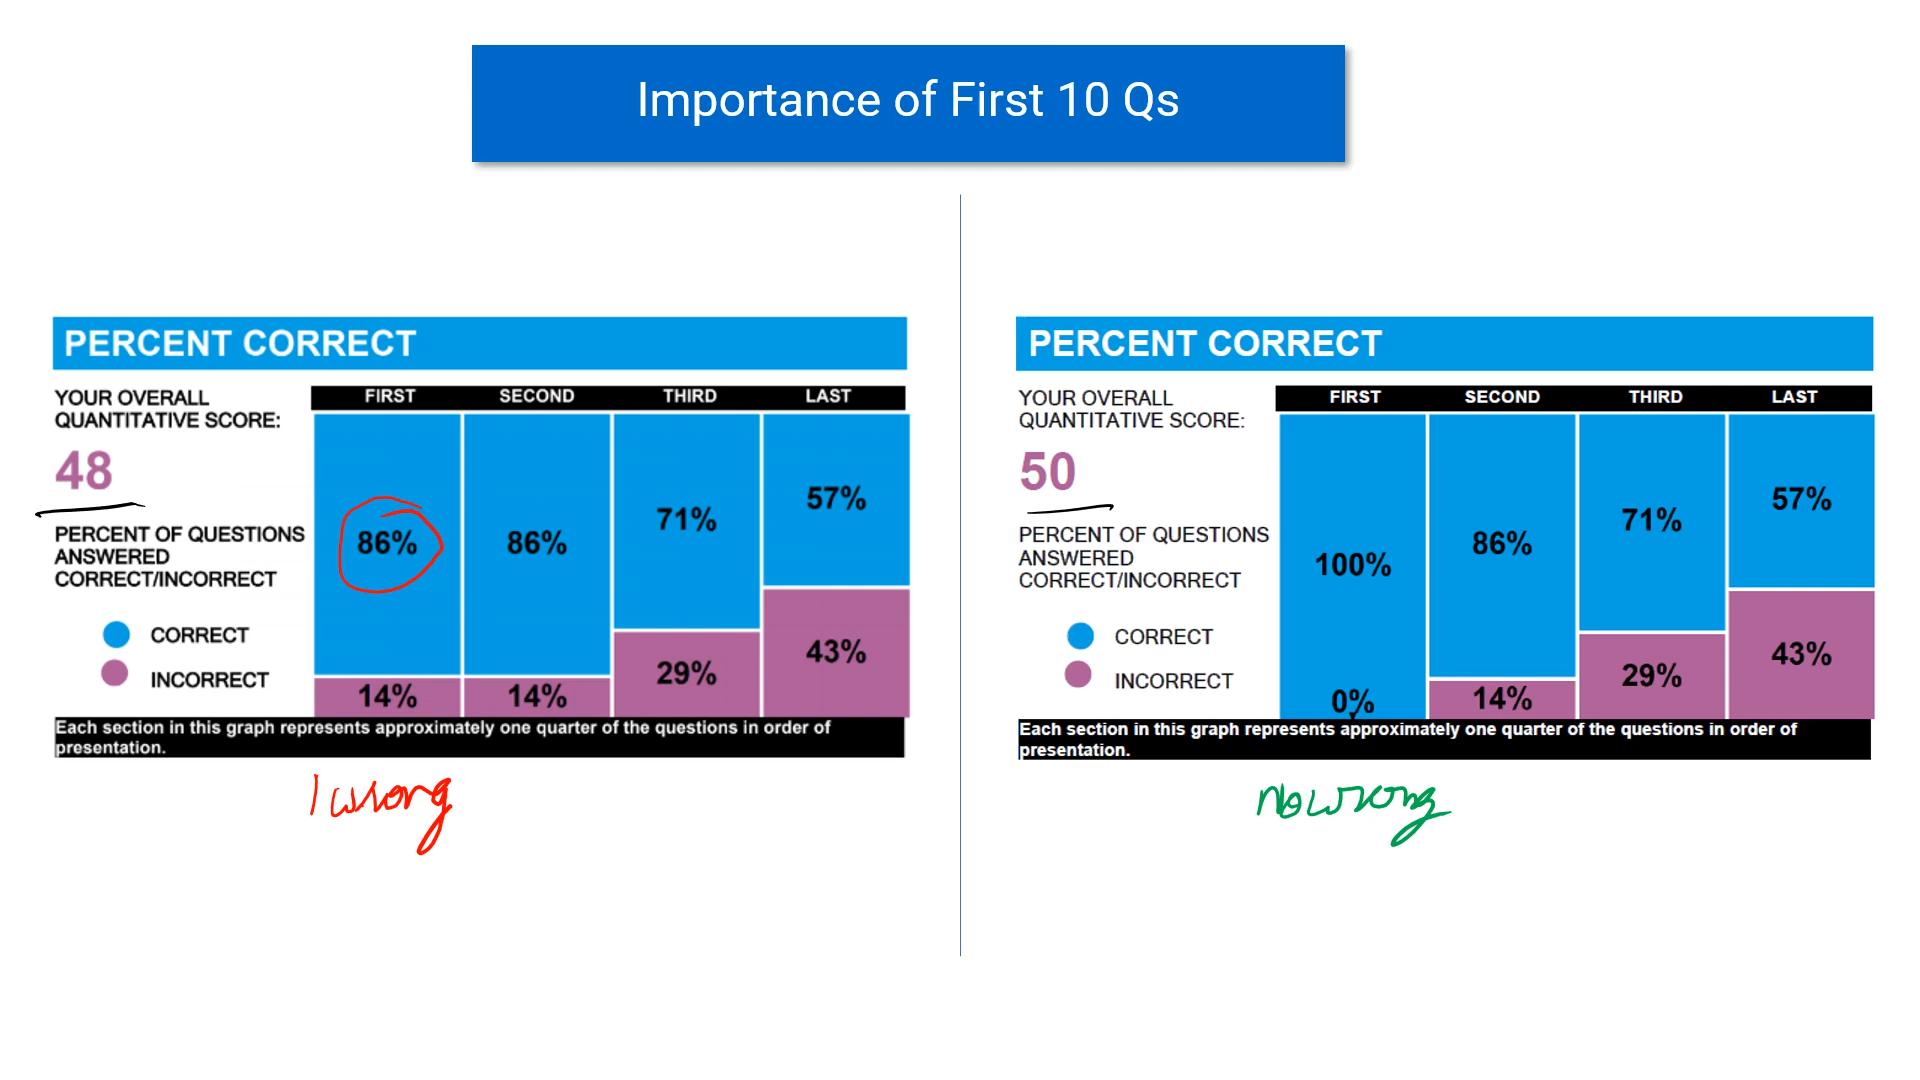 Importance of First 10 Qs
PERCENT CORRECT
YOUR OVERALL
QUANTITATIVE SCORE:
48
PERCENT OF QUESTIONS
ANSWERED
CORRECT/INCORRECT
CORRECT
INCORRECT
FIRST SECOND THIRD LAST
86% 86% 71% 57%
14% 14% 29% 43%
Each section in this graph represents approximately one quarter of the questions in order of
presentation.
1 wrong
PERCENT CORRECT
YOUR OVERALL
QUANTITATIVE SCORE:
50
PERCENT OF QUESTIONS
ANSWERED
CORRECT/INCORRECT
CORRECT
INCORRECT
FIRST SECOND THIRD LAST
100% 86% 71% 57%
0% 14% 29% 43%
Each section in this graph represents approximately one quarter of the questions in order of
presentation.
No wrong